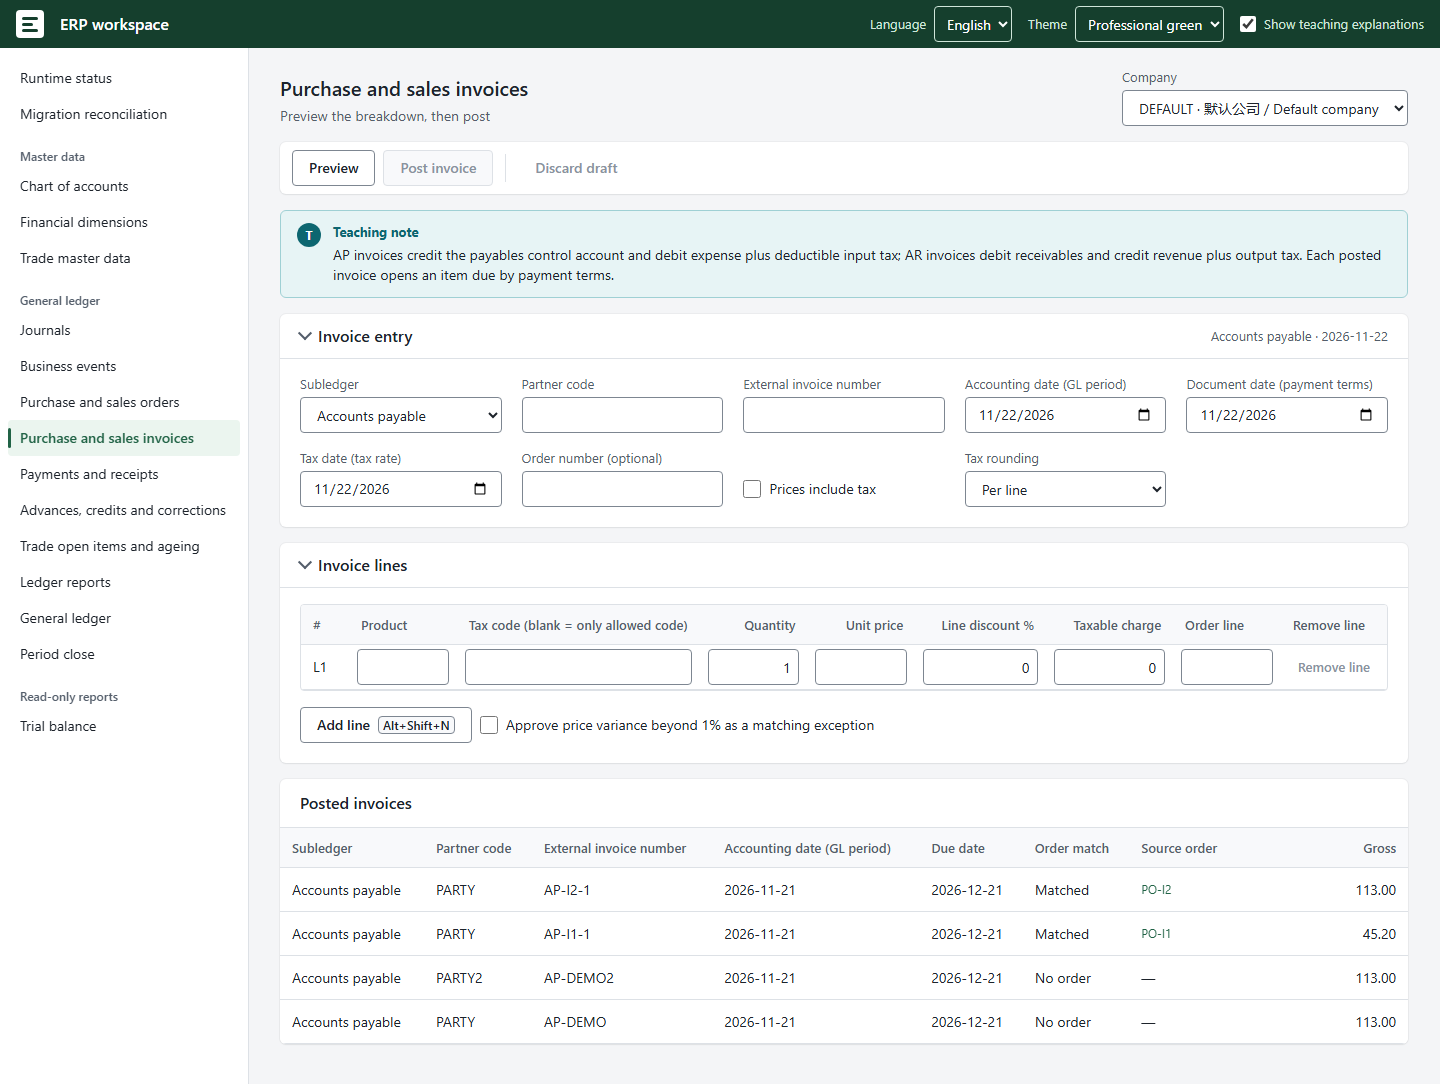 ERP workspace
Language English Theme Professional green Show teaching explanations
Runtime status
Migration reconciliation
Master data
Chart of accounts
Financial dimensions
Trade master data
General ledger
Journals
Business events
Purchase and sales orders
Purchase and sales invoices
Payments and receipts
Advances, credits and corrections
Trade open items and ageing
Ledger reports
General ledger
Period close
Read-only reports
Trial balance
Purchase and sales invoices
Preview the breakdown, then post
Company
DEFAULT · 默认公司 / Default company
Preview Post invoice Discard draft
T Teaching note
AP invoices credit the payables control account and debit expense plus deductible input tax; AR invoices debit receivables and credit revenue plus output tax. Each posted
invoice opens an item due by payment terms.
Invoice entry Accounts payable · 2026-11-22
Subledger Partner code External invoice number Accounting date (GL period) Document date (payment terms)
Accounts payable 11/22/2026 11/22/2026
Tax date (tax rate) Order number (optional) Tax rounding
11/22/2026 Prices include tax Per line
Invoice lines
# Product Tax code (blank = only allowed code) Quantity Unit price Line discount % Taxable charge Order line Remove line
L1 1 0 0 Remove line
Add line Alt+Shift+N Approve price variance beyond 1% as a matching exception
Posted invoices
Subledger Partner code External invoice number Accounting date (GL period) Due date Order match Source order Gross
Accounts payable PARTY AP-I2-1 2026-11-21 2026-12-21 Matched PO-I2 113.00
Accounts payable PARTY AP-I1-1 2026-11-21 2026-12-21 Matched PO-I1 45.20
Accounts payable PARTY2 AP-DEMO2 2026-11-21 2026-12-21 No order — 113.00
Accounts payable PARTY AP-DEMO 2026-11-21 2026-12-21 No order — 113.00